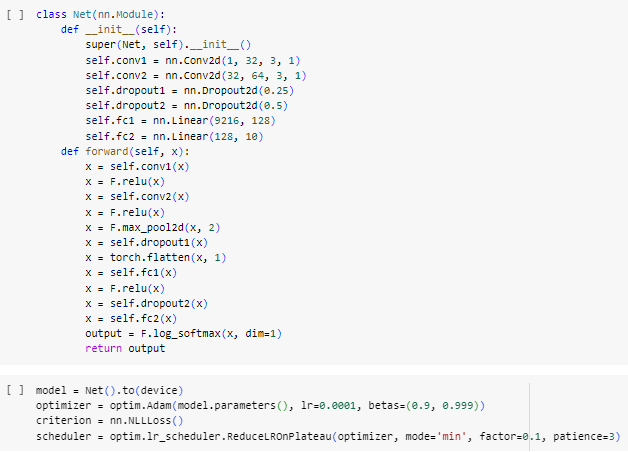 [ ] class Net(nn.Module):
    def __init__(self):
        super(Net, self).__init__()
        self.conv1 = nn.Conv2d(1, 32, 3, 1)
        self.conv2 = nn.Conv2d(32, 64, 3, 1)
        self.dropout1 = nn.Dropout2d(0.25)
        self.dropout2 = nn.Dropout2d(0.5)
        self.fc1 = nn.Linear(9216, 128)
        self.fc2 = nn.Linear(128, 10)
    def forward(self, x):
        x = self.conv1(x)
        x = F.relu(x)
        x = self.conv2(x)
        x = F.relu(x)
        x = F.max_pool2d(x, 2)
        x = self.dropout1(x)
        x = torch.flatten(x, 1)
        x = self.fc1(x)
        x = F.relu(x)
        x = self.dropout2(x)
        x = self.fc2(x)
        output = F.log_softmax(x, dim=1)
        return output
[ ] model = Net().to(device)
optimizer = optim.Adam(model.parameters(), lr=0.0001, betas=(0.9, 0.999))
criterion = nn.NLLLoss()
scheduler = optim.lr_scheduler.ReduceLROnPlateau(optimizer, mode='min', factor=0.1, patience=3)